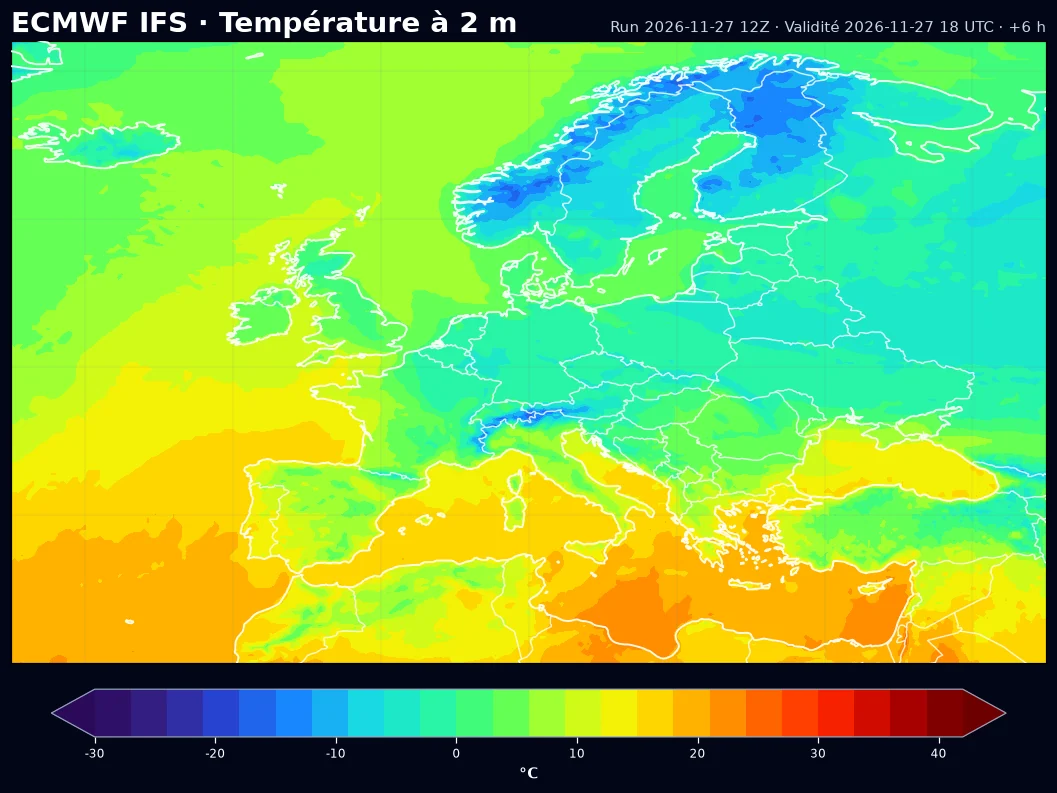 ECMWF IFS · Température à 2 m
Run 2026-11-27 12Z · Validité 2026-11-27 18 UTC · +6 h
-30 -20 -10 0 10 20 30 40
°C